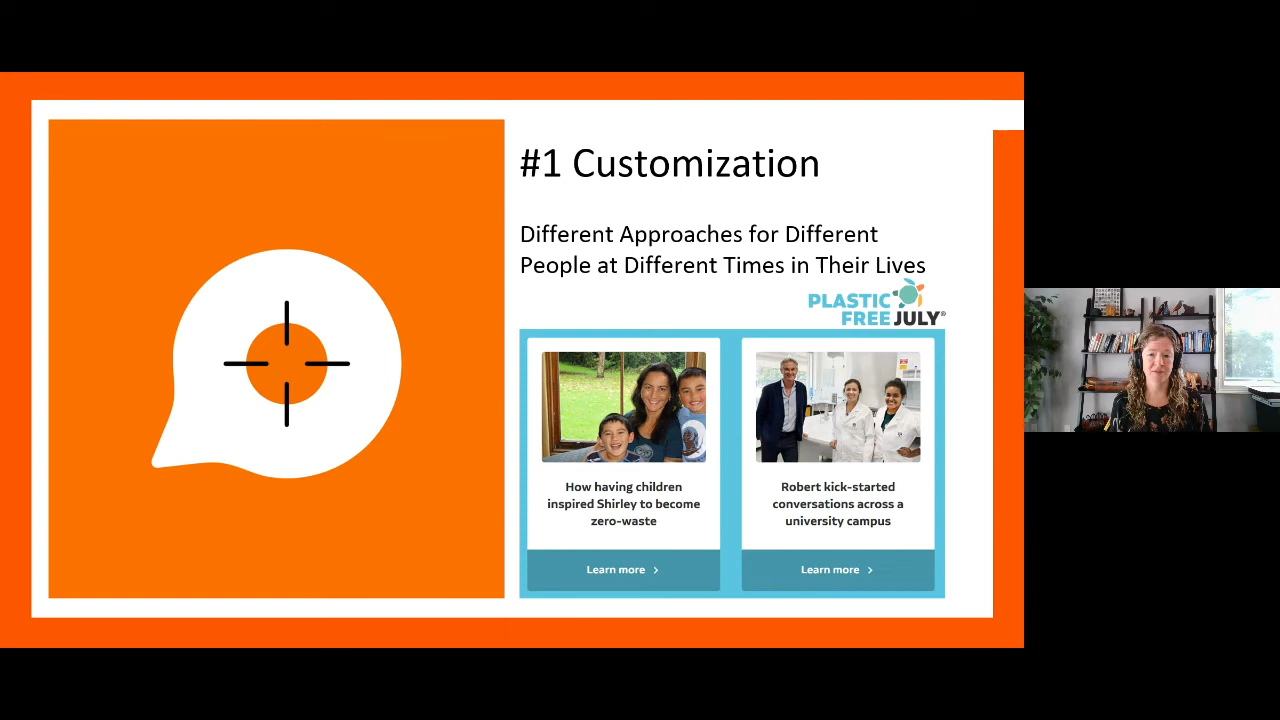 #1 Customization
Different Approaches for Different
People at Different Times in Their Lives
PLASTIC
FREE JULY®
How having children
inspired Shirley to become
zero-waste
Learn more >
Robert kick-started
conversations across a
university campus
Learn more >